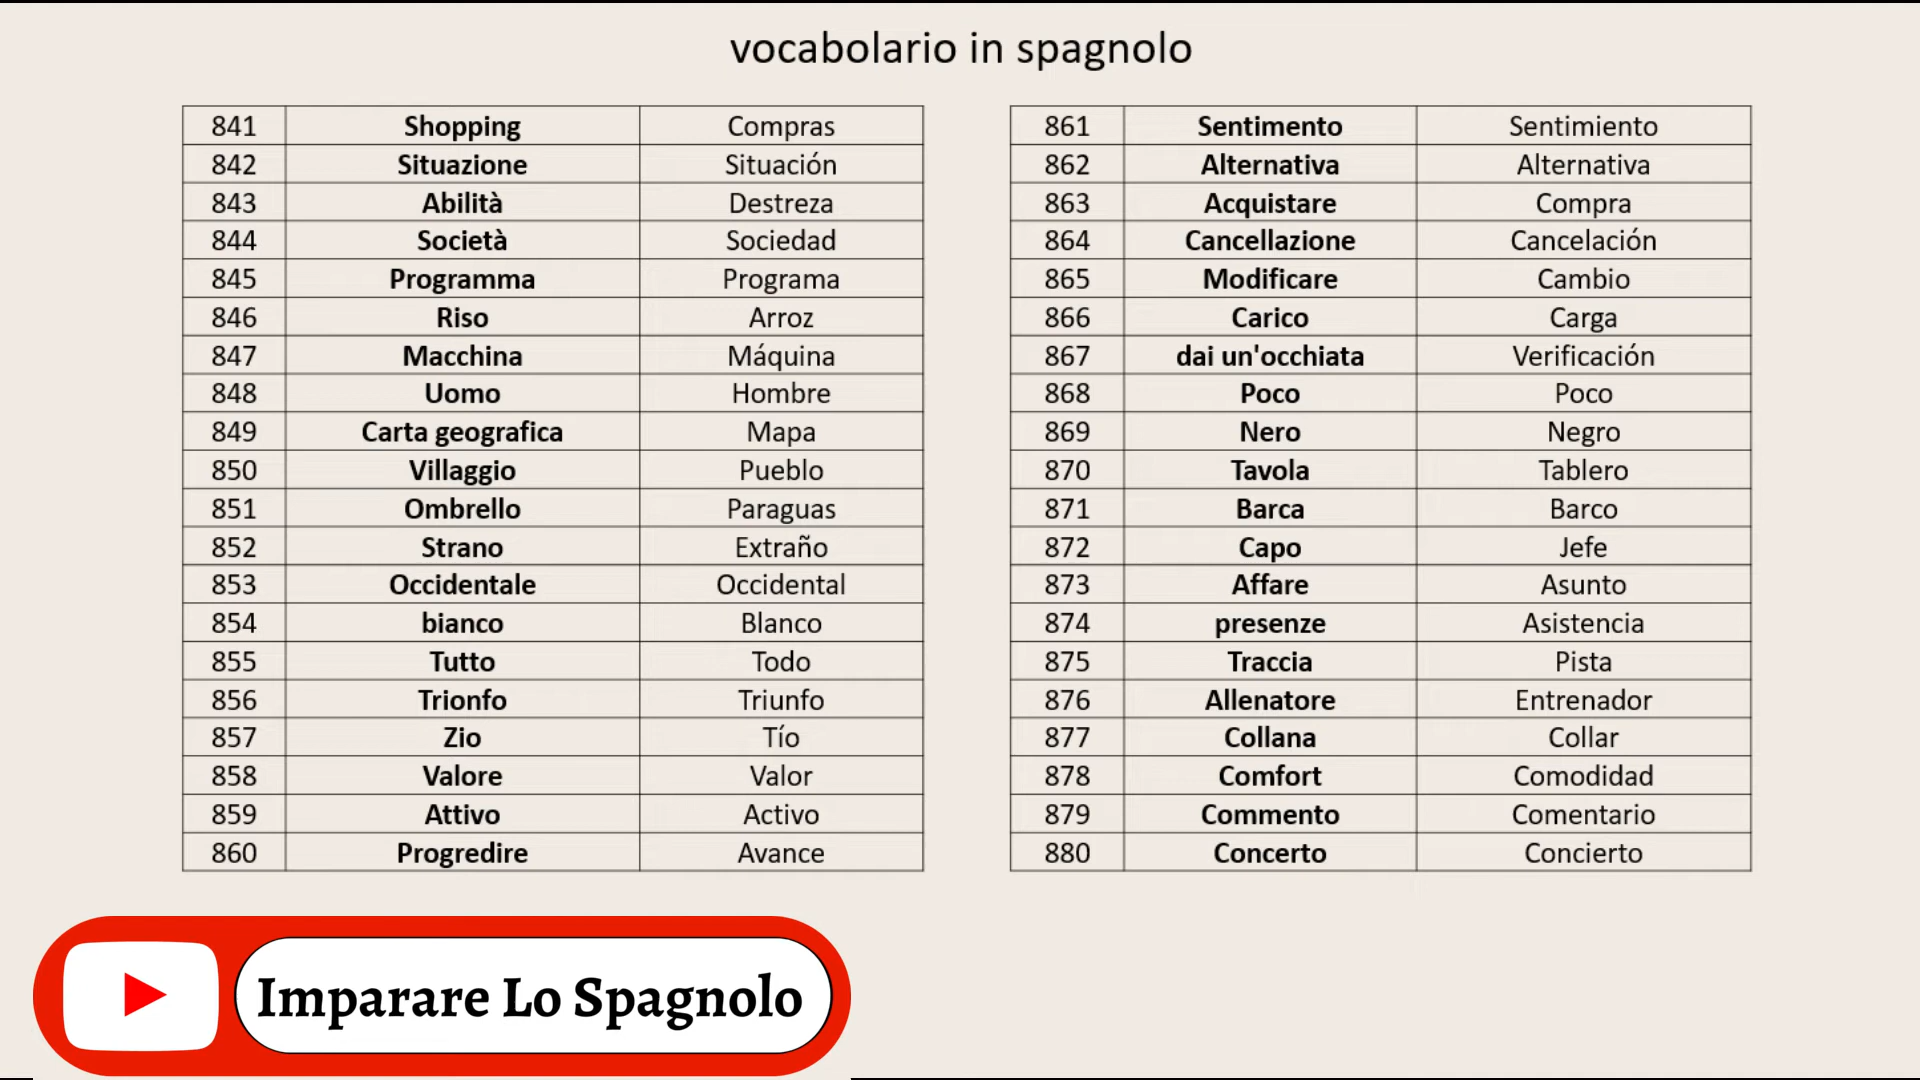 vocabolario in spagnolo
841 Shopping Compras
842 Situazione Situación
843 Abilità Destreza
844 Società Sociedad
845 Programma Programa
846 Riso Arroz
847 Macchina Máquina
848 Uomo Hombre
849 Carta geografica Mapa
850 Villaggio Pueblo
851 Ombrello Paraguas
852 Strano Extraño
853 Occidentale Occidental
854 bianco Blanco
855 Tutto Todo
856 Trionfo Triunfo
857 Zio Tío
858 Valore Valor
859 Attivo Activo
860 Progredire Avance
861 Sentimento Sentimiento
862 Alternativa Alternativa
863 Acquistare Compra
864 Cancellazione Cancelación
865 Modificare Cambio
866 Carico Carga
867 dai un'occhiata Verificación
868 Poco Poco
869 Nero Negro
870 Tavola Tablero
871 Barca Barco
872 Capo Jefe
873 Affare Asunto
874 presenze Asistencia
875 Traccia Pista
876 Allenatore Entrenador
877 Collana Collar
878 Comfort Comodidad
879 Commento Comentario
880 Concerto Concierto
Imparare Lo Spagnolo